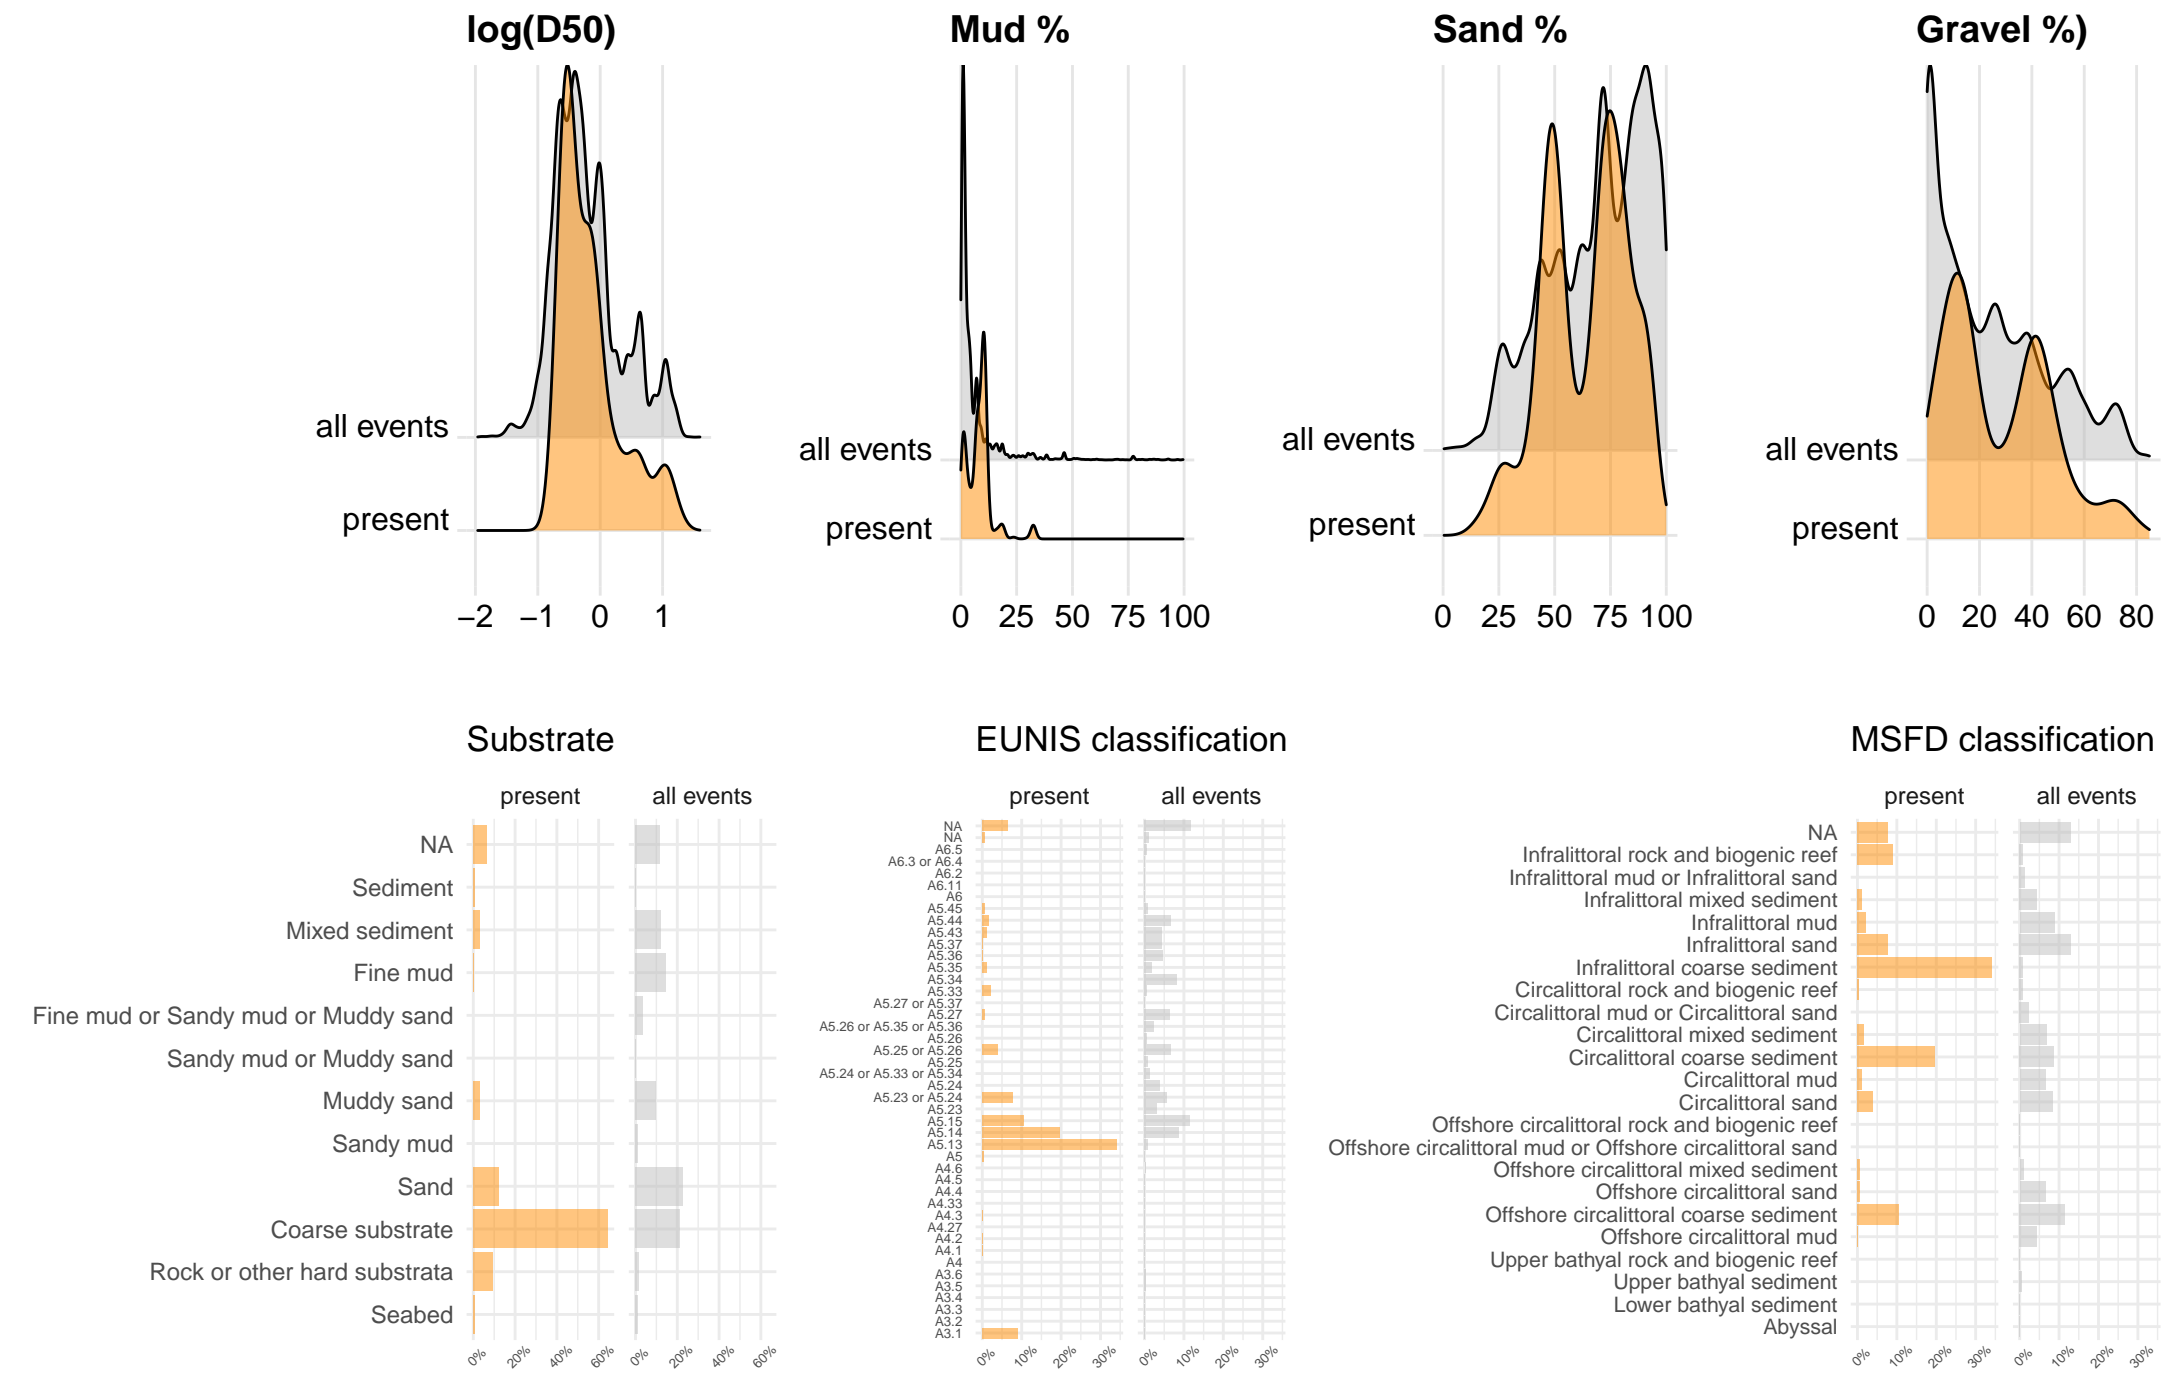 log(D50)
Mud %
Sand %
Gravel %)
all events
present
−2 −1 0 1
all events
present
0 25 50 75 100
all events
present
0 25 50 75 100
all events
present
0 20 40 60 80
Substrate
present all events
NA
Sediment
Mixed sediment
Fine mud
Fine mud or Sandy mud or Muddy sand
Sandy mud or Muddy sand
Muddy sand
Sandy mud
Sand
Coarse substrate
Rock or other hard substrata
Seabed
0% 20% 40% 60% 0% 20% 40% 60%
EUNIS classification
present all events
NA
NA
A6.5
A6.3 or A6.4
A6.2
A6.11
A6
A5.45
A5.44
A5.43
A5.37
A5.36
A5.35
A5.34
A5.33
A5.27 or A5.37
A5.27
A5.26 or A5.35 or A5.36
A5.26
A5.25 or A5.26
A5.25
A5.24 or A5.33 or A5.34
A5.24
A5.23 or A5.24
A5.23
A5.15
A5.14
A5.13
A5
A4.6
A4.5
A4.4
A4.33
A4.3
A4.27
A4.2
A4.1
A4
A3.6
A3.5
A3.4
A3.3
A3.2
A3.1
0% 10% 20% 30% 0% 10% 20% 30%
MSFD classification
present all events
NA
Infralittoral rock and biogenic reef
Infralittoral mud or Infralittoral sand
Infralittoral mixed sediment
Infralittoral mud
Infralittoral sand
Infralittoral coarse sediment
Circalittoral rock and biogenic reef
Circalittoral mud or Circalittoral sand
Circalittoral mixed sediment
Circalittoral coarse sediment
Circalittoral mud
Circalittoral sand
Offshore circalittoral rock and biogenic reef
Offshore circalittoral mud or Offshore circalittoral sand
Offshore circalittoral mixed sediment
Offshore circalittoral sand
Offshore circalittoral coarse sediment
Offshore circalittoral mud
Upper bathyal rock and biogenic reef
Upper bathyal sediment
Lower bathyal sediment
Abyssal
0% 10% 20% 30% 0% 10% 20% 30%